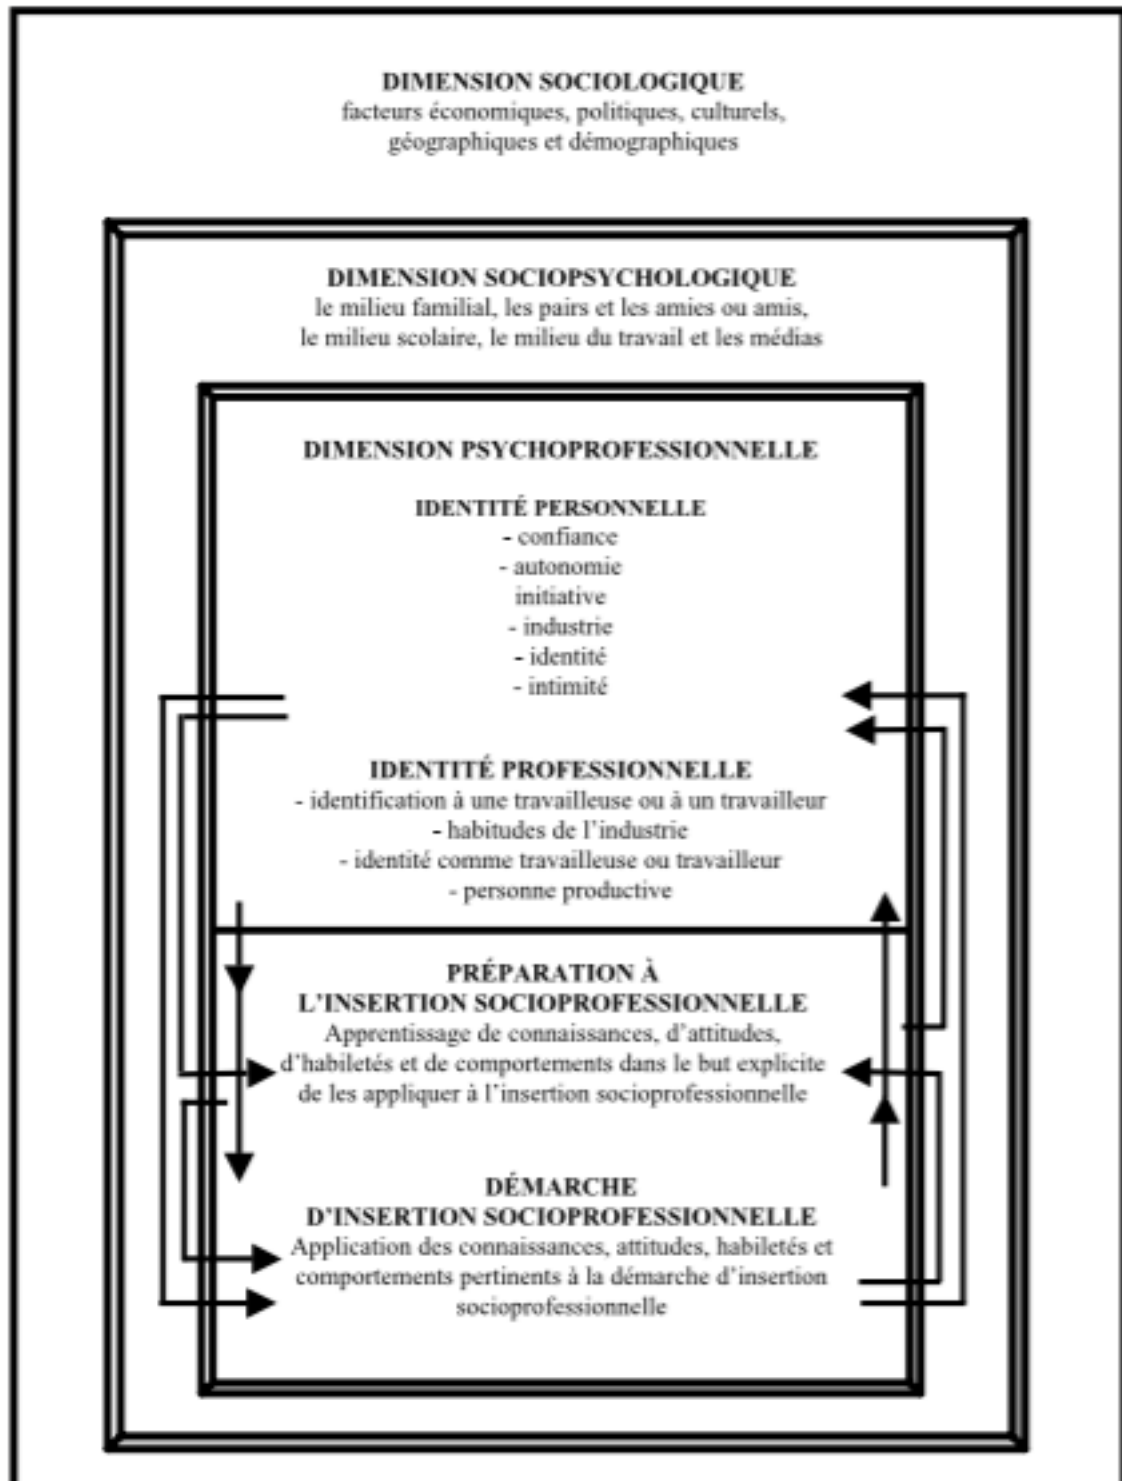 DIMENSION SOCIOLOGIQUE
facteurs économiques, politiques, culturels,
géographiques et démographiques
DIMENSION SOCIOPSYCHOLOGIQUE
le milieu familial, les pairs et les amies ou amis,
le milieu scolaire, le milieu du travail et les médias
DIMENSION PSYCHOPROFESSIONNELLE
IDENTITÉ PERSONNELLE
- confiance
- autonomie
initiative
- industrie
- identité
- intimité
IDENTITÉ PROFESSIONNELLE
- identification à une travailleuse ou à un travailleur
- habitudes de l'industrie
- identité comme travailleuse ou travailleur
- personne productive
PRÉPARATION À
L'INSERTION SOCIOPROFESSIONNELLE
Apprentissage de connaissances, d'attitudes,
d'habiletés et de comportements dans le but explicite
de les appliquer à l'insertion socioprofessionnelle
DÉMARCHE
D'INSERTION SOCIOPROFESSIONNELLE
Application des connaissances, attitudes, habiletés et
comportements pertinents à la démarche d'insertion
socioprofessionnelle